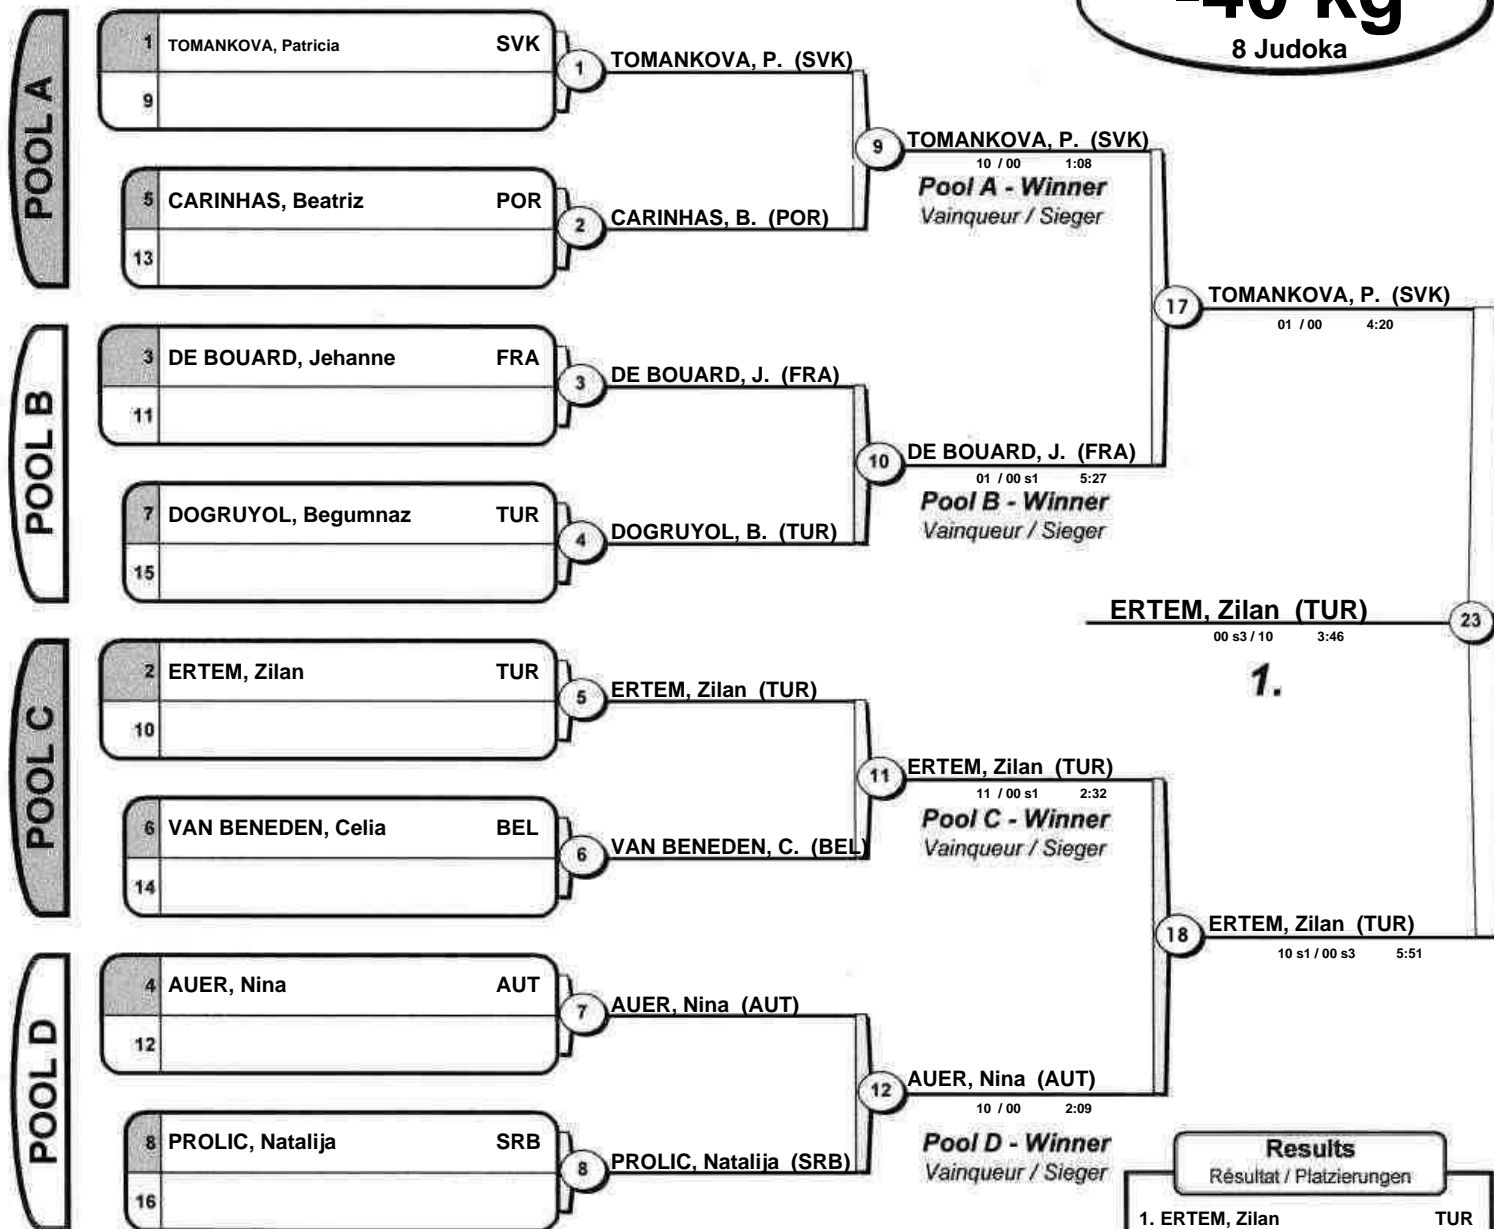 -40 kg
8 Judoka
POOL A
1 TOMANKOVA, Patricia SVK
9
1 TOMANKOVA, P. (SVK)
5 CARINHAS, Beatriz POR
13
2 CARINHAS, B. (POR)
9 TOMANKOVA, P. (SVK)
10 / 00 1:08
Pool A - Winner
Vainqueur / Sieger
POOL B
3 DE BOUARD, Jehanne FRA
11
3 DE BOUARD, J. (FRA)
7 DOGRUYOL, Begumnaz TUR
15
4 DOGRUYOL, B. (TUR)
10 DE BOUARD, J. (FRA)
01 / 00 s1 5:27
Pool B - Winner
Vainqueur / Sieger
17 TOMANKOVA, P. (SVK)
01 / 00 4:20
ERTEM, Zilan (TUR) 23
00 s3 / 10 3:46
1.
POOL C
2 ERTEM, Zilan TUR
10
5 ERTEM, Zilan (TUR)
6 VAN BENEDEN, Celia BEL
14
6 VAN BENEDEN, C. (BEL)
11 ERTEM, Zilan (TUR)
11 / 00 s1 2:32
Pool C - Winner
Vainqueur / Sieger
18 ERTEM, Zilan (TUR)
10 s1 / 00 s3 5:51
POOL D
4 AUER, Nina AUT
12
7 AUER, Nina (AUT)
8 PROLIC, Natalija SRB
16
8 PROLIC, Natalija (SRB)
12 AUER, Nina (AUT)
10 / 00 2:09
Pool D - Winner
Vainqueur / Sieger
Results
Résultat / Platzierungen
1. ERTEM, Zilan TUR